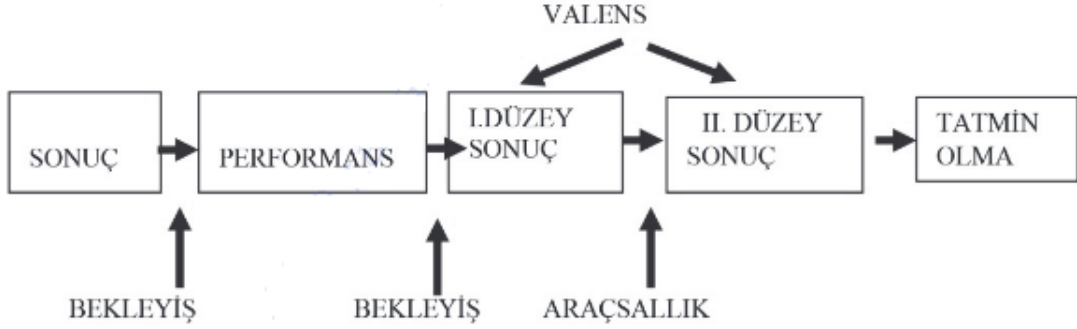 VALENS
SONUÇ
PERFORMANS
I.DÜZEY
SONUÇ
II. DÜZEY
SONUÇ
TATMİN
OLMA
BEKLEYİŞ
BEKLEYİŞ
ARAÇSALLIK